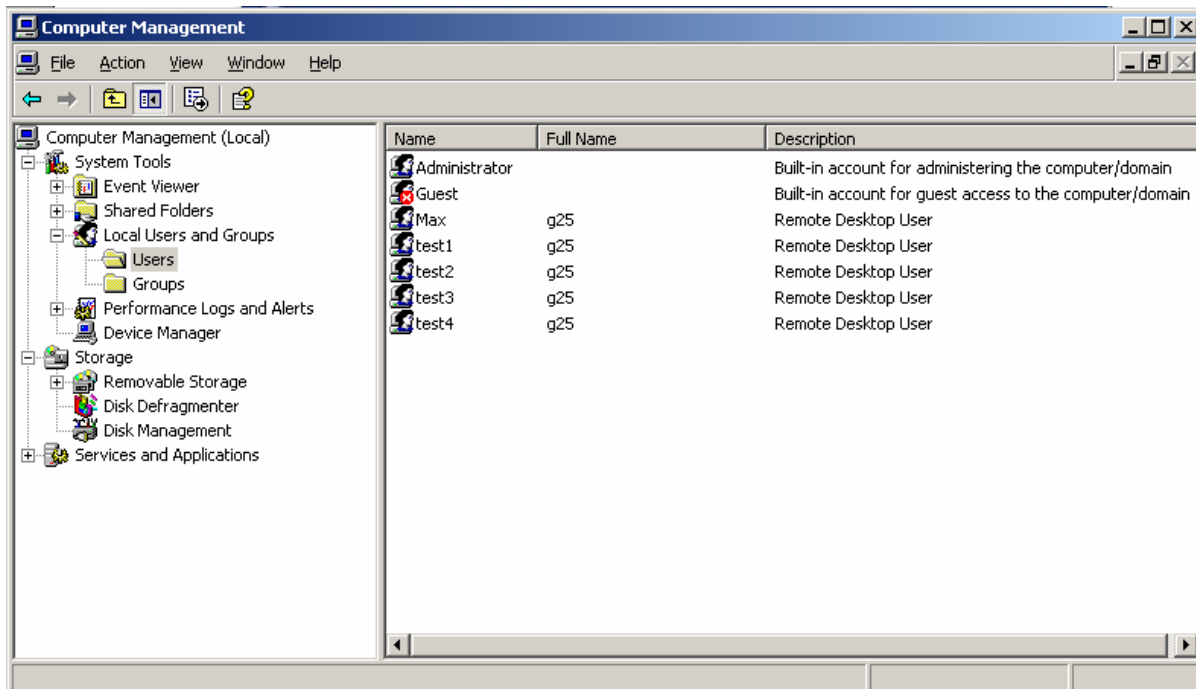 Computer Management
File Action View Window Help
Computer Management (Local)
System Tools
Event Viewer
Shared Folders
Local Users and Groups
Users
Groups
Performance Logs and Alerts
Device Manager
Storage
Removable Storage
Disk Defragmenter
Disk Management
Services and Applications
Name Full Name Description
Administrator Built-in account for administering the computer/domain
Guest Built-in account for guest access to the computer/domain
Max g25 Remote Desktop User
test1 g25 Remote Desktop User
test2 g25 Remote Desktop User
test3 g25 Remote Desktop User
test4 g25 Remote Desktop User